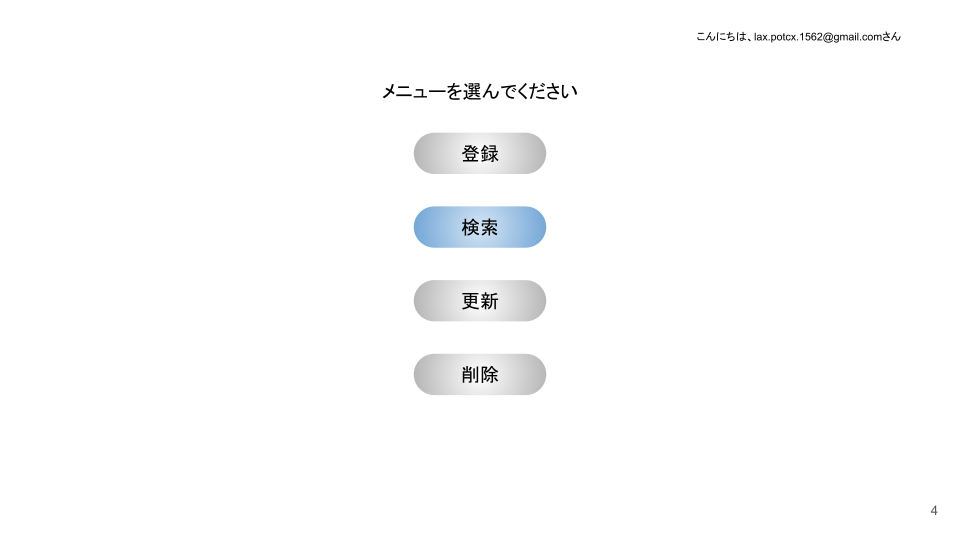 こんにちは、lax.potcx.1562@gmail.comさん
メニューを選んでください
登録
検索
更新
削除
4